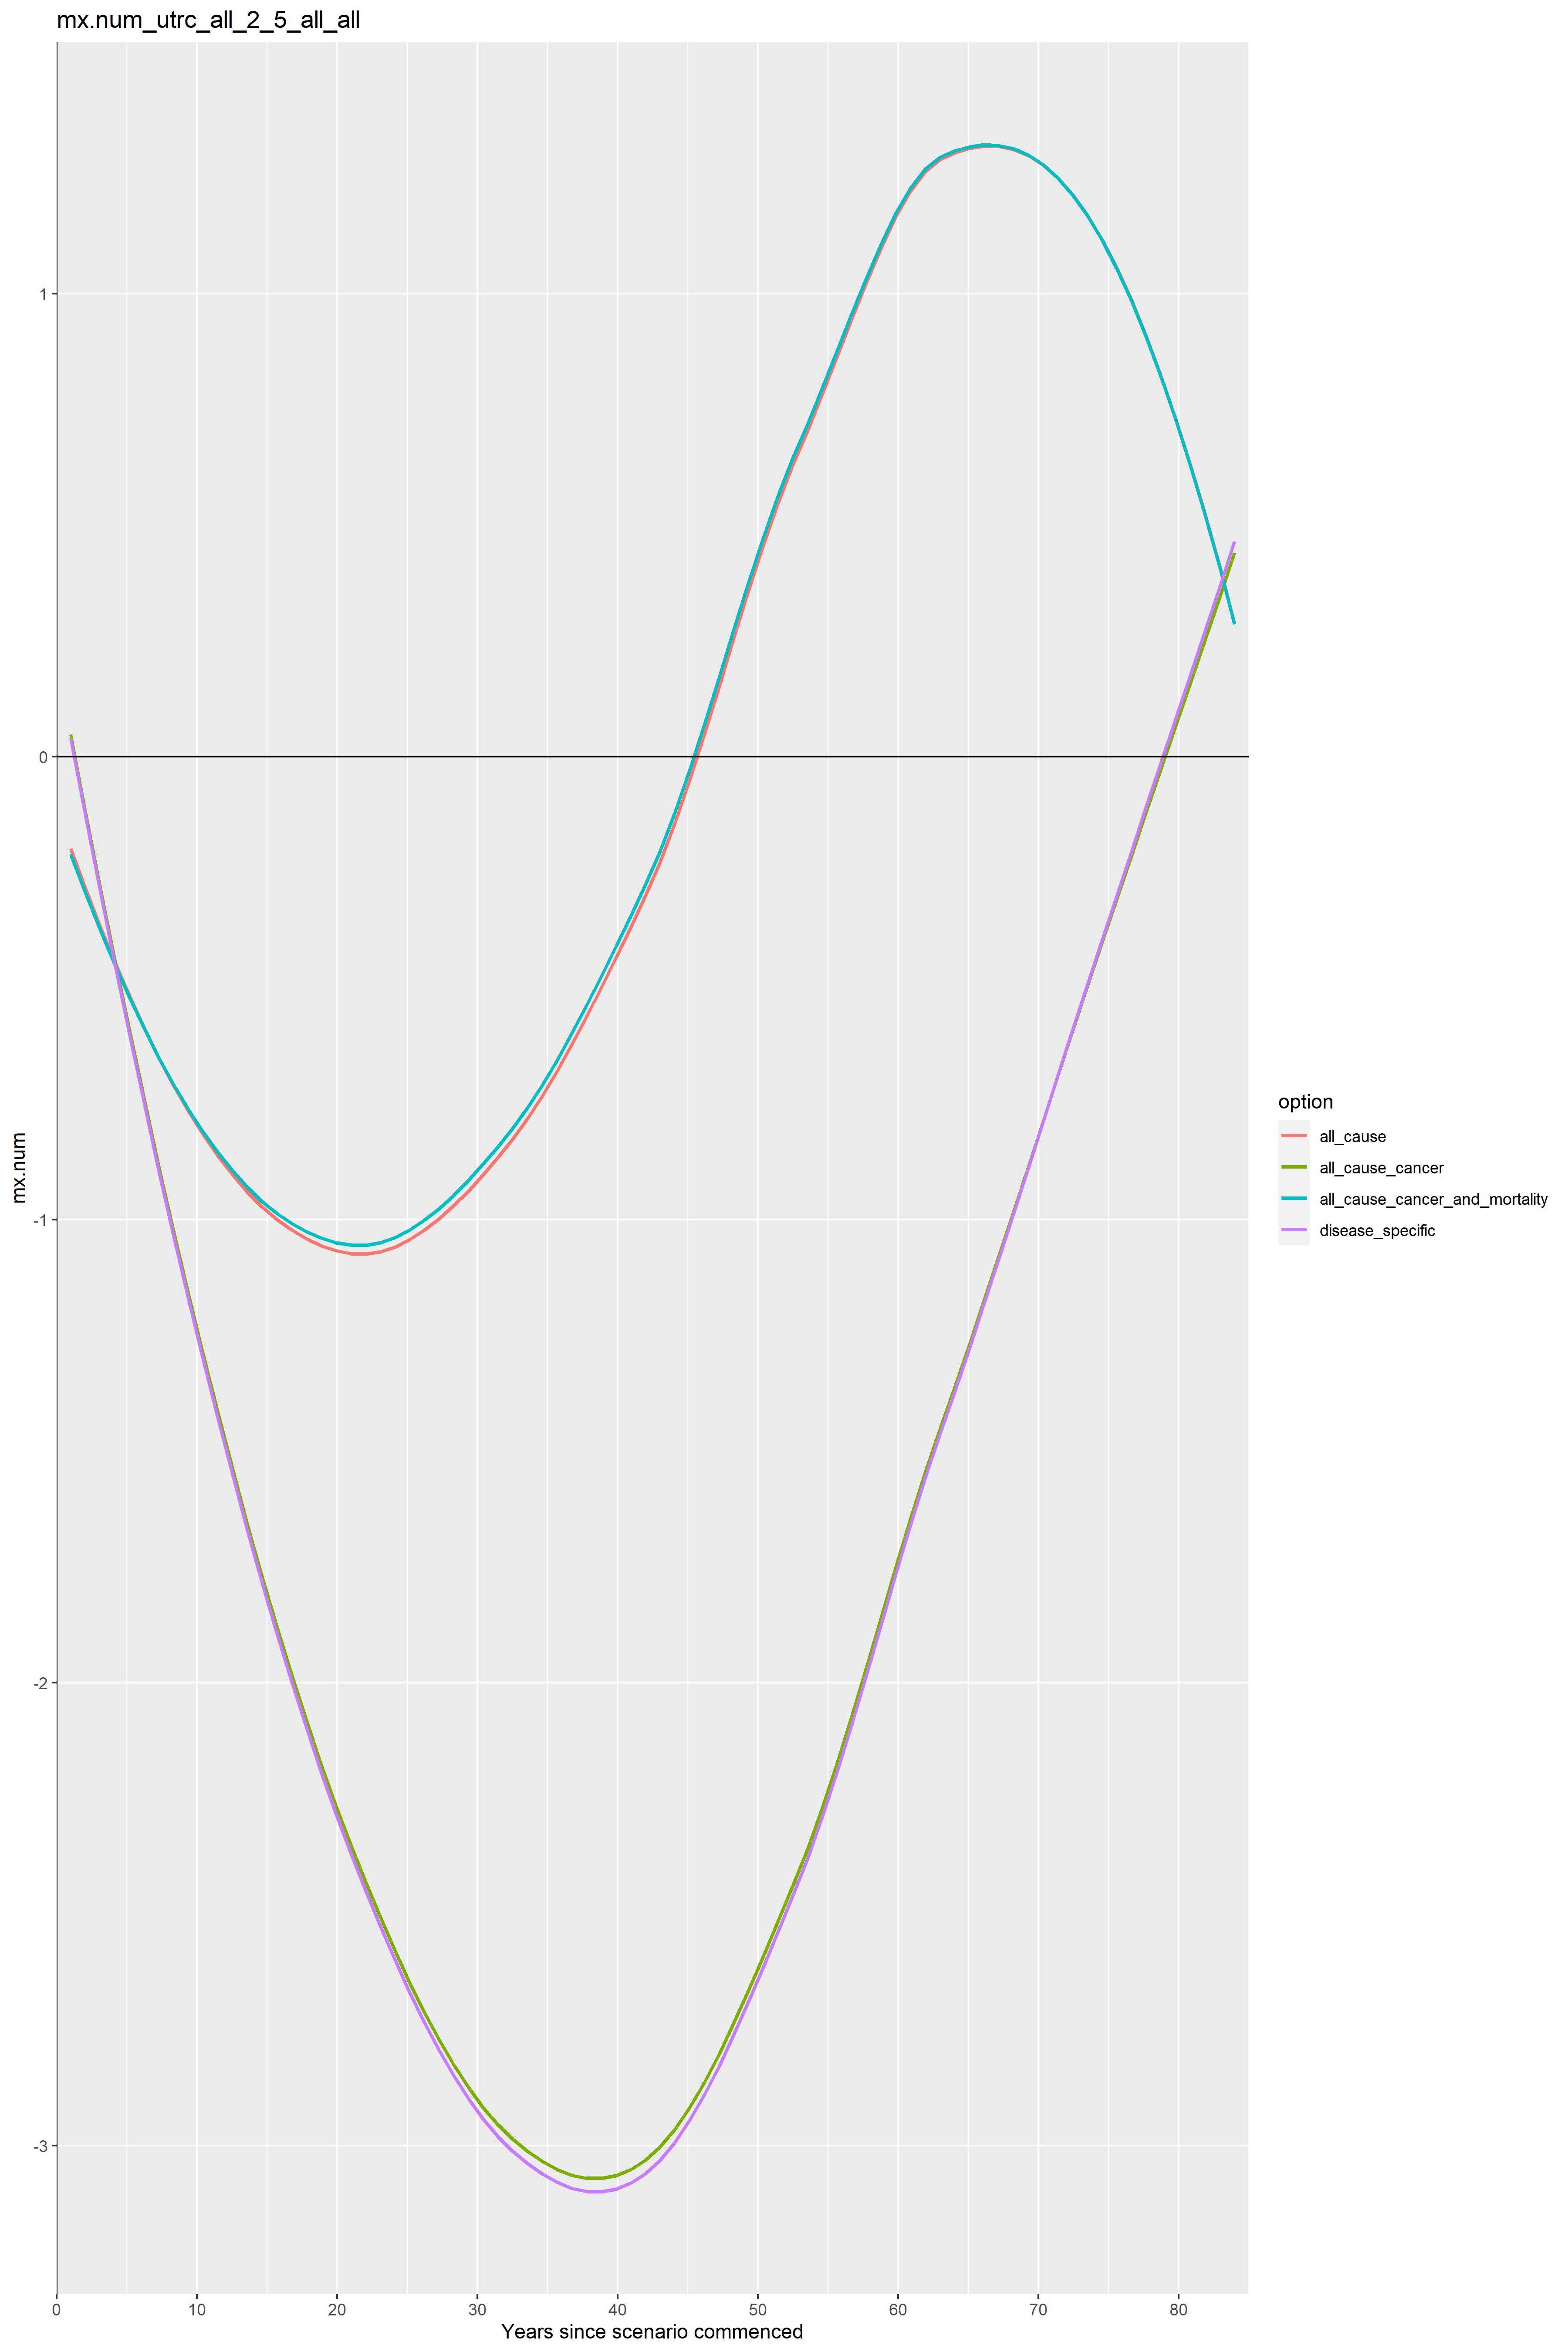 mx.num_utrc_all_2_5_all_all
1
0
-1
-2
-3
mx.num
0 10 20 30 40 50 60 70 80
Years since scenario commenced
option
all_cause
all_cause_cancer
all_cause_cancer_and_mortality
disease_specific